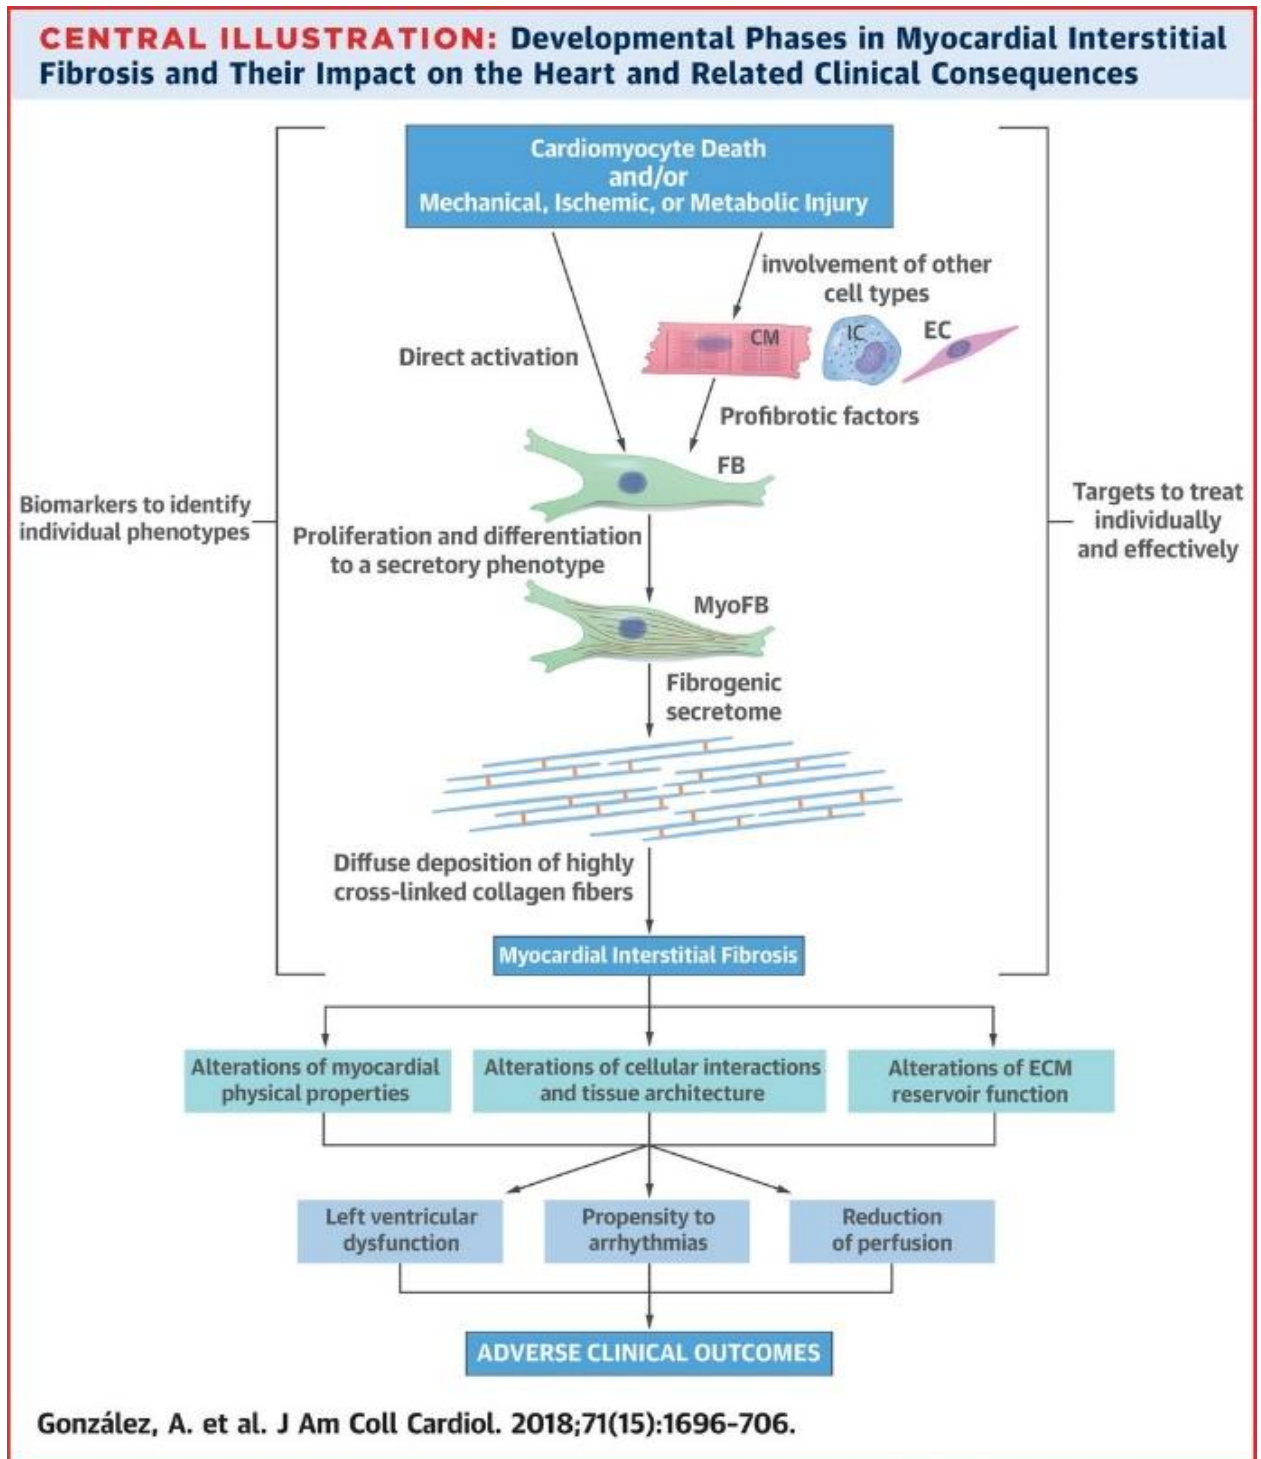 CENTRAL ILLUSTRATION: Developmental Phases in Myocardial Interstitial
Fibrosis and Their Impact on the Heart and Related Clinical Consequences
Cardiomyocyte Death
and/or
Mechanical, Ischemic, or Metabolic Injury
involvement of other
cell types
CM
IC
EC
Direct activation
Profibrotic factors
FB
Biomarkers to identify
individual phenotypes
Targets to treat
individually
and effectively
Proliferation and differentiation
to a secretory phenotype
MyoFB
Fibrogenic
secretome
Diffuse deposition of highly
cross-linked collagen fibers
Myocardial Interstitial Fibrosis
Alterations of myocardial
physical properties
Alterations of cellular interactions
and tissue architecture
Alterations of ECM
reservoir function
Left ventricular
dysfunction
Propensity to
arrhythmias
Reduction
of perfusion
ADVERSE CLINICAL OUTCOMES
González, A. et al. J Am Coll Cardiol. 2018;71(15):1696-706.